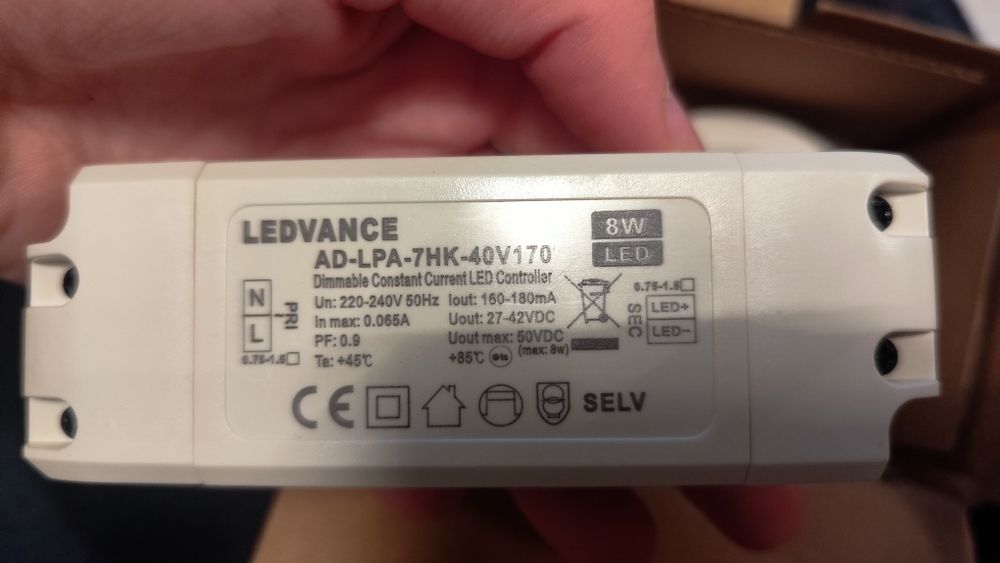 LEDVANCE
AD-LPA-7HK-40V170
Dimmable Constant Current LED Controller
8W
LED
N
L
PRI
0.75-1.5□
Un: 220-240V 50Hz
In max: 0.065A
PF: 0.9
Ta: +45℃
Iout: 160-180mA
Uout: 27-42VDC
Uout max: 50VDC
(max: 8w)
+85℃ tc
0.75-1.5□
SEC
LED+
LED−
CE
SELV